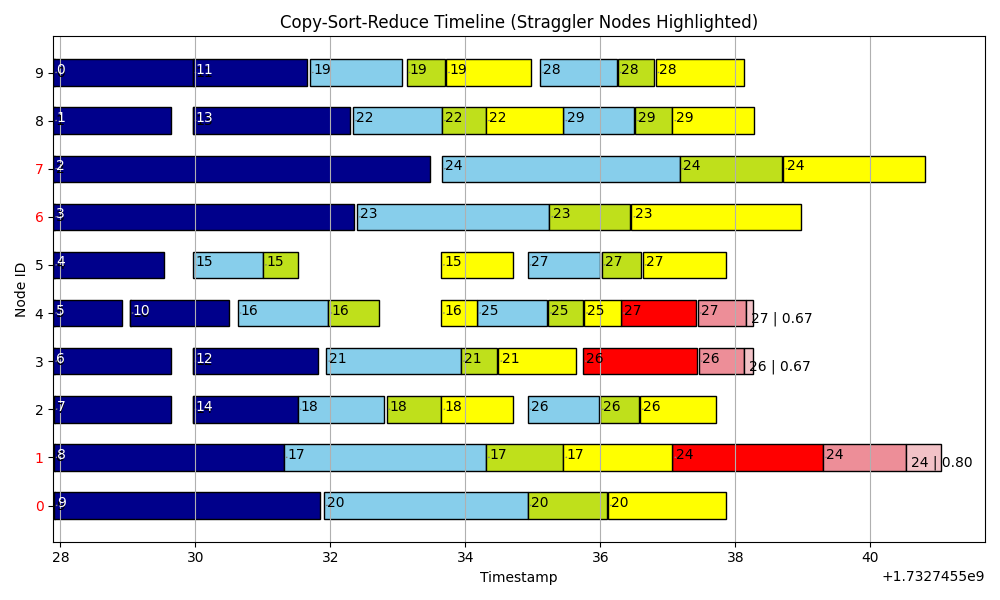 Copy-Sort-Reduce Timeline (Straggler Nodes Highlighted)
9 0 11 19 19 19 28 28 28
8 1 13 22 22 22 29 29 29
7 2 24 24 24
6 3 23 23 23
5 4 15 15 15 27 27 27
4 5 10 16 16 16 25 25 25 27 27 27 | 0.67
3 6 12 21 21 21 26 26 26 | 0.67
2 7 14 18 18 18 26 26 26
1 8 17 17 17 24 24 24 | 0.80
0 9 20 20 20
Node ID
28 30 32 34 36 38 40
Timestamp
+1.7327455e9